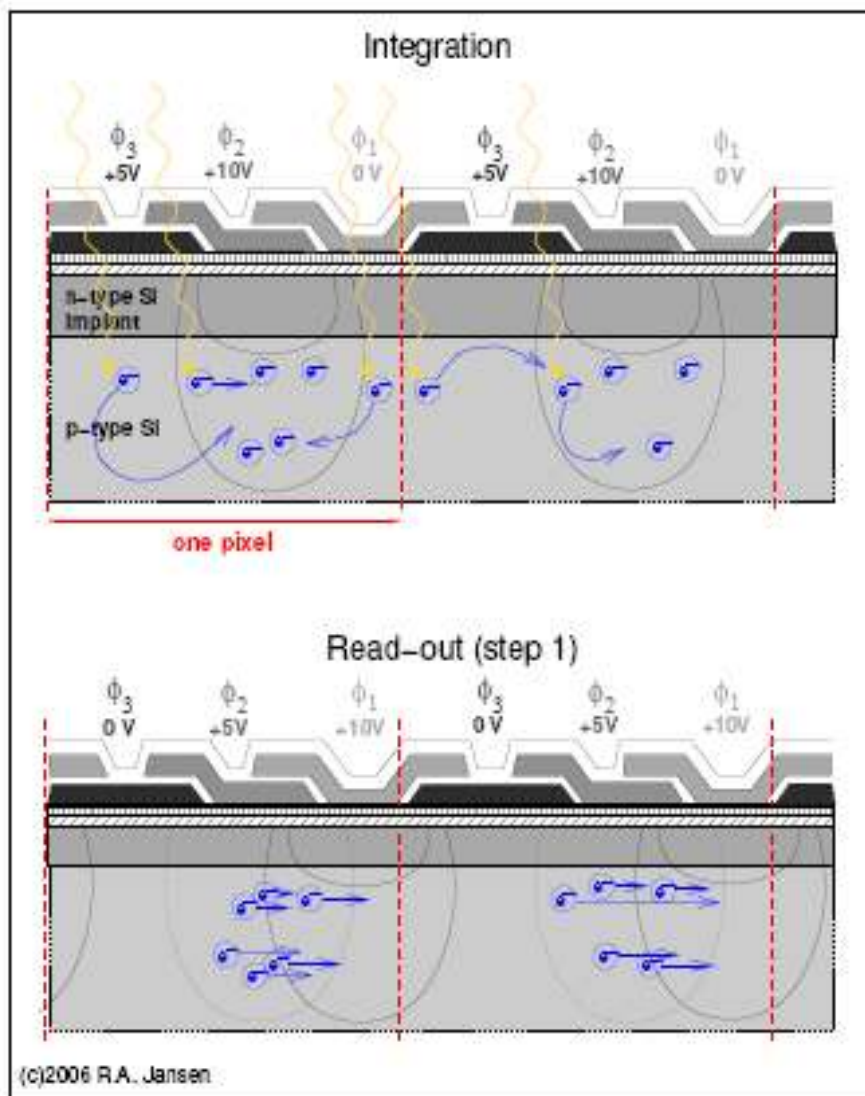 Integration
ϕ3 ϕ2 ϕ1 ϕ3 ϕ2 ϕ1
+5V +10V 0 V +5V +10V 0 V
n-type Si
Implant
p-type Si
one pixel
Read-out (step 1)
ϕ3 ϕ2 ϕ1 ϕ3 ϕ2 ϕ1
0 V +5V +10V 0 V +5V +10V
(c)2006 R.A. Jansen